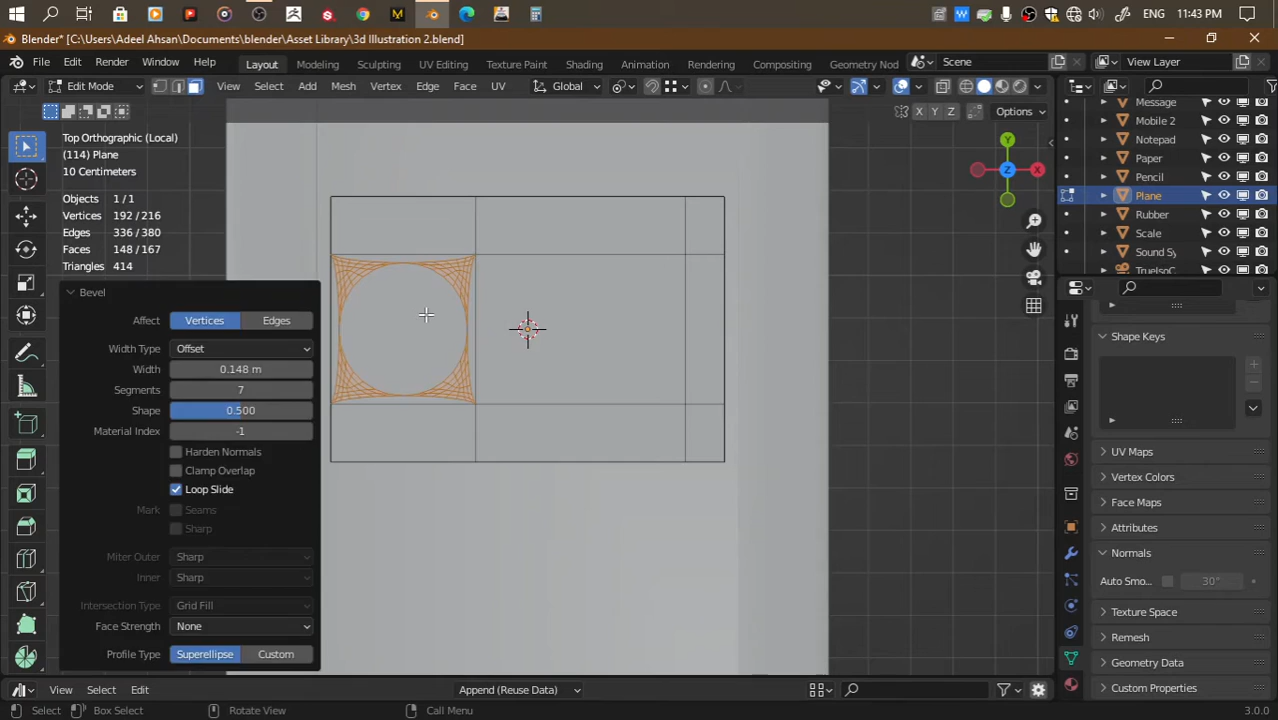 ENG 11:43 PM
Blender* [C:\Users\Adeel Ahsan\Documents\blender\Asset Library\3d Illustration 2.blend]
File Edit Render Window Help Layout Modeling Sculpting UV Editing Texture Paint Shading Animation Rendering Compositing Geometry Nod Scene View Layer
Edit Mode View Select Add Mesh Vertex Edge Face UV Global
X Y Z Options
Top Orthographic (Local)
(114) Plane
10 Centimeters
Objects 1 / 1
Vertices 192 / 216
Edges 336 / 380
Faces 148 / 167
Triangles 414
Bevel
Affect Vertices Edges
Width Type Offset
Width 0.148 m
Segments 7
Shape 0.500
Material Index -1
Harden Normals
Clamp Overlap
Loop Slide
Mark Seams
Sharp
Miter Outer Sharp
Inner Sharp
Intersection Type Grid Fill
Face Strength None
Profile Type Superellipse Custom
Y
Z X
Message
Mobile 2
Notepad
Paper
Pencil
Plane
Rubber
Scale
Sound Sy
TruelsoC
Shape Keys
UV Maps
Vertex Colors
Face Maps
Attributes
Normals
Auto Smo... 30°
Texture Space
Remesh
Geometry Data
Custom Properties
View Select Edit Append (Reuse Data)
Select Box Select Rotate View Call Menu 3.0.0